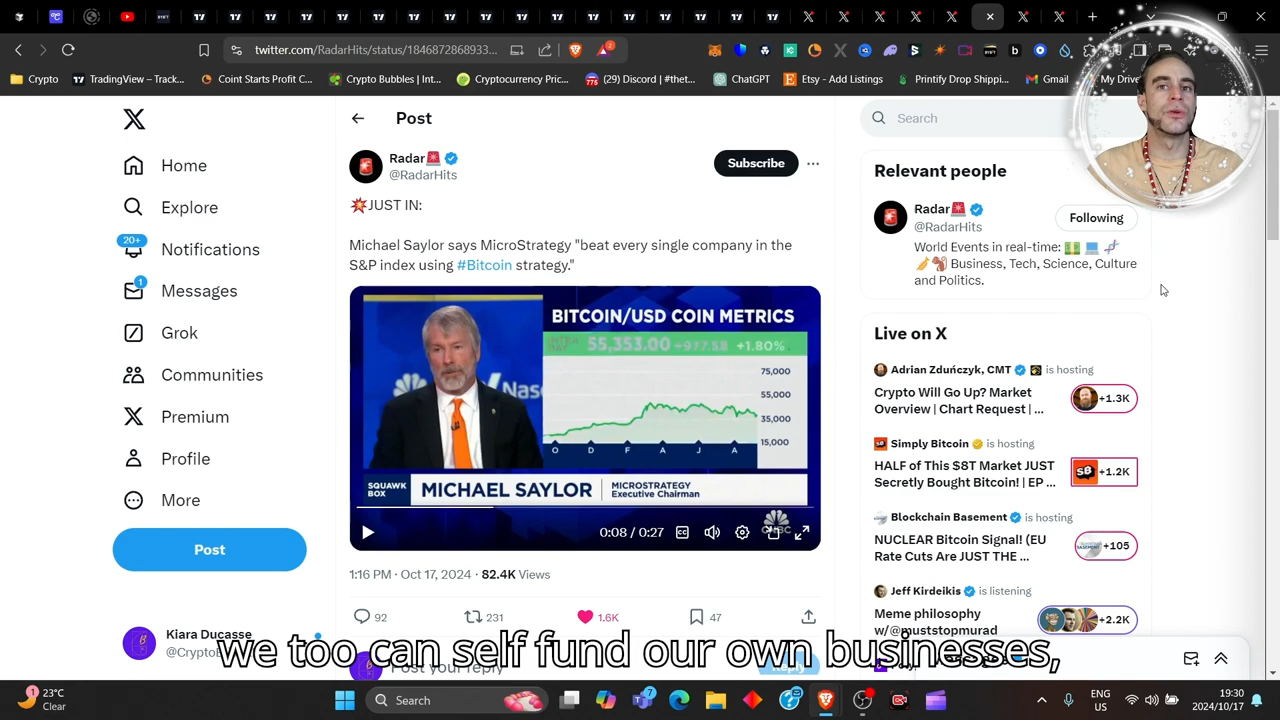 twitter.com/RadarHits/status/1846872868933...
2
Crypto
TradingView – Track...
Coint Starts Profit C...
Crypto Bubbles | Int...
Cryptocurrency Pric...
(29) Discord | #thet...
ChatGPT
Etsy - Add Listings
Printify Drop Shippi...
Gmail
My Drive
Post
Home
Explore
20+
Notifications
1
Messages
Grok
Communities
Premium
Profile
More
Post
Kiara Ducasse
Radar
@RadarHits
Subscribe
JUST IN:
Michael Saylor says MicroStrategy "beat every single company in the
S&P index using #Bitcoin strategy."
BITCOIN/USD COIN METRICS
55,353.00 +977.58 +1.80%
75,000
55,000
35,000
15,000
O D F A J A
SQUAWK
BOX
MICHAEL SAYLOR
MICROSTRATEGY
Executive Chairman
0:08 / 0:27
1:16 PM · Oct 17, 2024 · 82.4K Views
92 231 1.6K 47
Post your reply
Reply
we too can self fund our own businesses,
Search
Relevant people
Radar
@RadarHits
Following
World Events in real-time:
Business, Tech, Science, Culture
and Politics.
Live on X
Adrian Zduńczyk, CMT is hosting
Crypto Will Go Up? Market
Overview | Chart Request | ...
+1.3K
Simply Bitcoin is hosting
HALF of This $8T Market JUST
Secretly Bought Bitcoin! | EP ...
+1.2K
Blockchain Basement is hosting
NUCLEAR Bitcoin Signal! (EU
Rate Cuts Are JUST THE ...
+105
Jeff Kirdeikis is listening
Meme philosophy
w/@muststopmurad
+2.2K
1
23°C
Clear
Search
ENG
US
19:30
2024/10/17